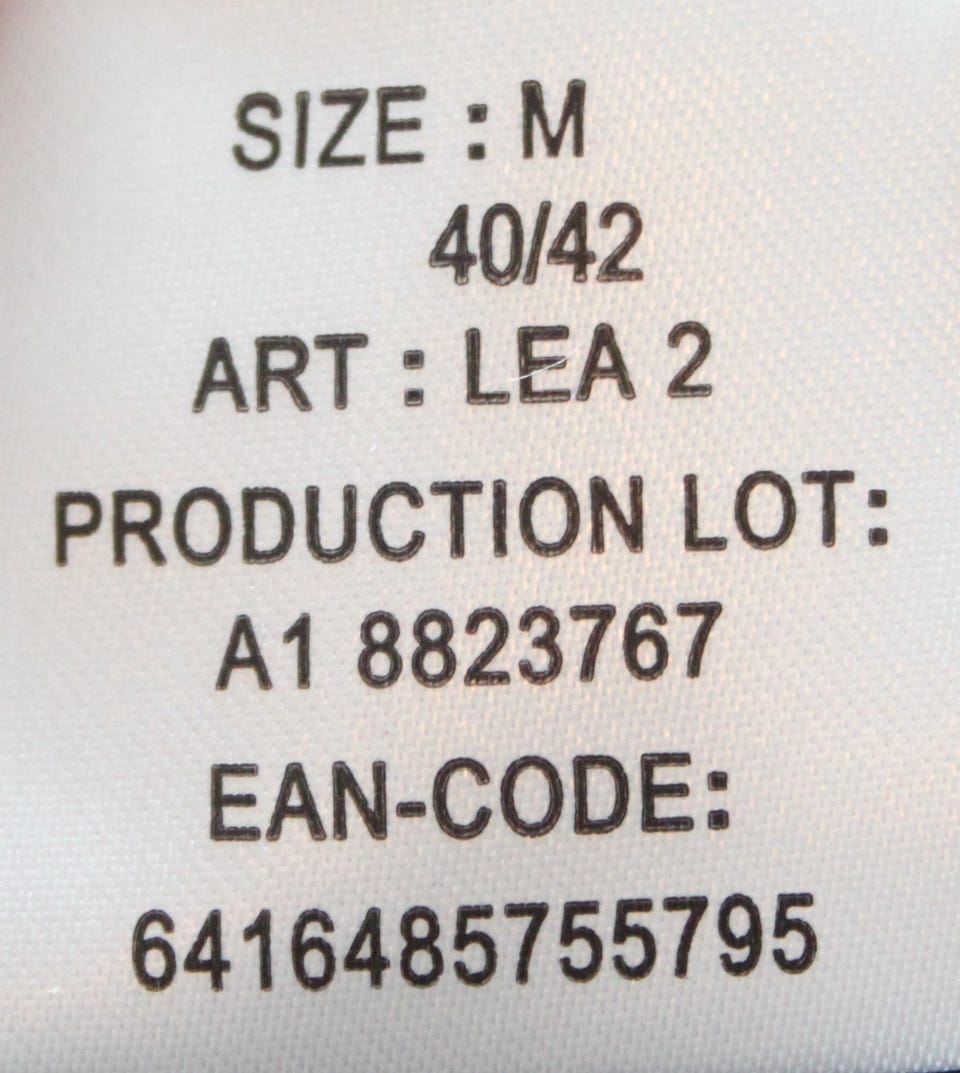 SIZE : M
40/42
ART : LEA 2
PRODUCTION LOT:
A1 8823767
EAN-CODE:
6416485755795